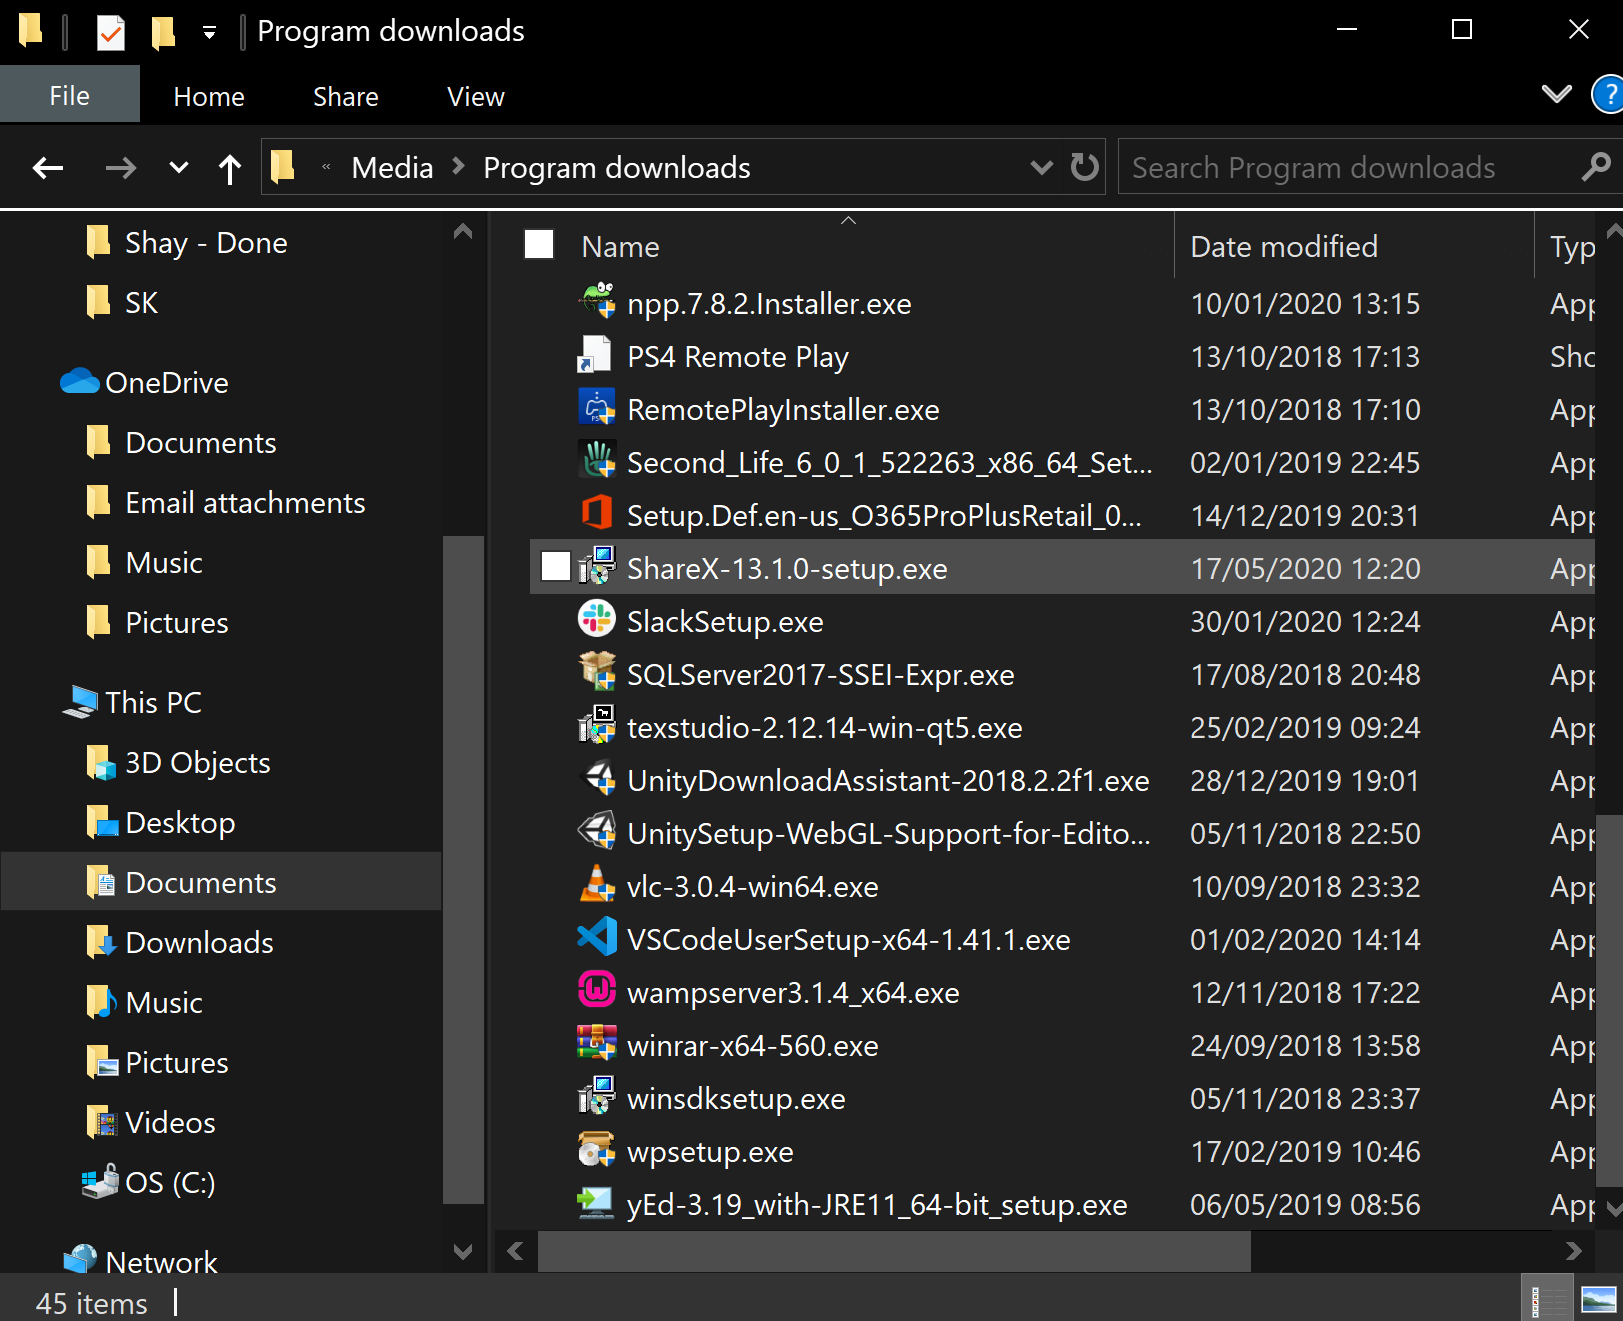 Program downloads
File Home Share View ?
« Media Program downloads Search Program downloads
Shay - Done
SK
OneDrive
Documents
Email attachments
Music
Pictures
This PC
3D Objects
Desktop
Documents
Downloads
Music
Pictures
Videos
OS (C:)
Network
Name Date modified Typ
npp.7.8.2.Installer.exe 10/01/2020 13:15 App
PS4 Remote Play 13/10/2018 17:13 Sho
RemotePlayInstaller.exe 13/10/2018 17:10 App
Second_Life_6_0_1_522263_x86_64_Set... 02/01/2019 22:45 App
Setup.Def.en-us_O365ProPlusRetail_0... 14/12/2019 20:31 App
ShareX-13.1.0-setup.exe 17/05/2020 12:20 App
SlackSetup.exe 30/01/2020 12:24 App
SQLServer2017-SSEI-Expr.exe 17/08/2018 20:48 App
texstudio-2.12.14-win-qt5.exe 25/02/2019 09:24 App
UnityDownloadAssistant-2018.2.2f1.exe 28/12/2019 19:01 App
UnitySetup-WebGL-Support-for-Edito... 05/11/2018 22:50 App
vlc-3.0.4-win64.exe 10/09/2018 23:32 App
VSCodeUserSetup-x64-1.41.1.exe 01/02/2020 14:14 App
wampserver3.1.4_x64.exe 12/11/2018 17:22 App
winrar-x64-560.exe 24/09/2018 13:58 App
winsdksetup.exe 05/11/2018 23:37 App
wpsetup.exe 17/02/2019 10:46 App
yEd-3.19_with-JRE11_64-bit_setup.exe 06/05/2019 08:56 App
45 items